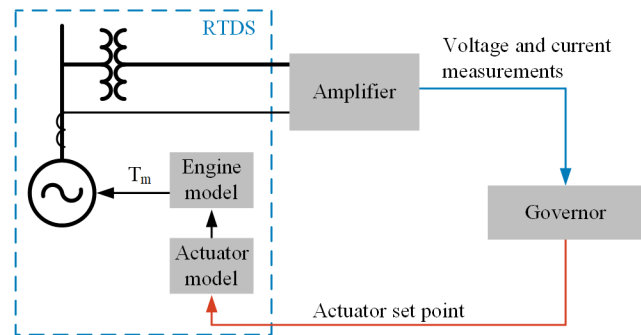 RTDS
Voltage and current
measurements
Amplifier
Engine
model
Tm
Governor
Actuator
model
Actuator set point